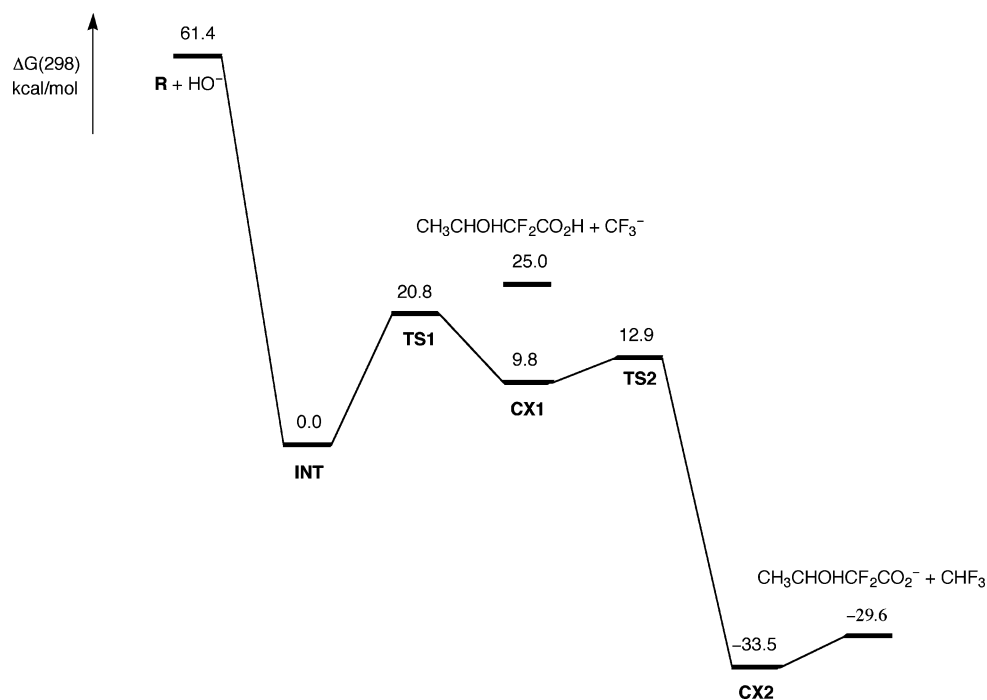 61.4
ΔG(298)
kcal/mol
R + HO⁻
CH₃CHOHCF₂CO₂H + CF₃⁻
25.0
20.8
TS1
12.9
9.8
TS2
CX1
0.0
INT
CH₃CHOHCF₂CO₂⁻ + CHF₃
−29.6
−33.5
CX2